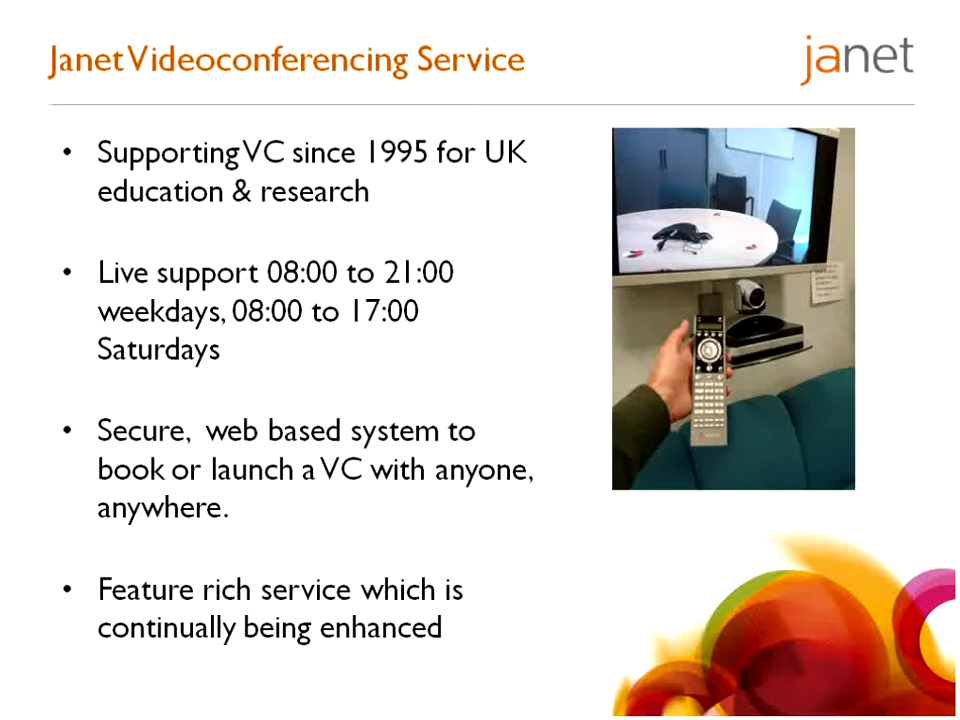 Janet Videoconferencing Service
janet
• Supporting VC since 1995 for UK
education & research
• Live support 08:00 to 21:00
weekdays, 08:00 to 17:00
Saturdays
• Secure, web based system to
book or launch a VC with anyone,
anywhere.
• Feature rich service which is
continually being enhanced